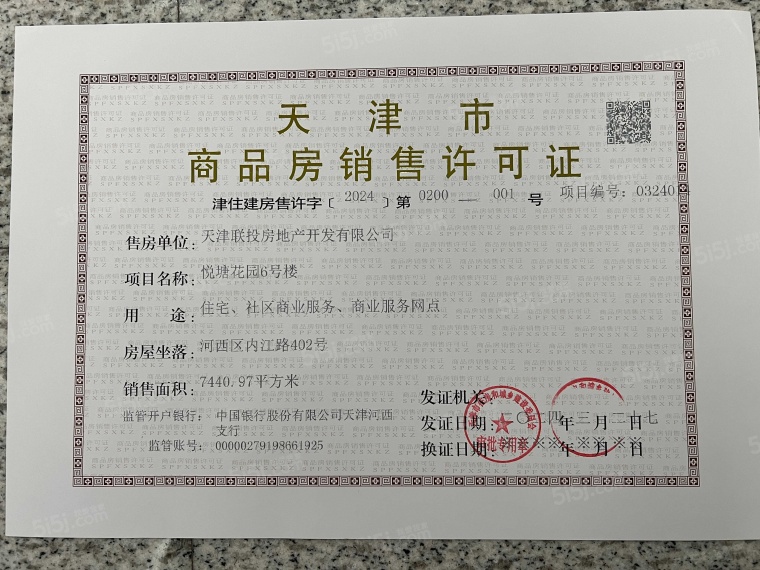 天津市
商品房销售许可证
津住建房售许字〔2024〕第0200—001号 项目编号：03240
售房单位：天津联投房地产开发有限公司
项目名称：悦塘花园6号楼
用途：住宅、社区商业服务、商业服务网点
房屋坐落：河西区内江路402号
销售面积：7440.97平方米
监管开户银行：中国银行股份有限公司天津河西
支行
监管账号：00000279198661925
发证机关：
发证日期：二〇二四年三月二十七日
换证日期：※※※年※※月※※日
审批专用章